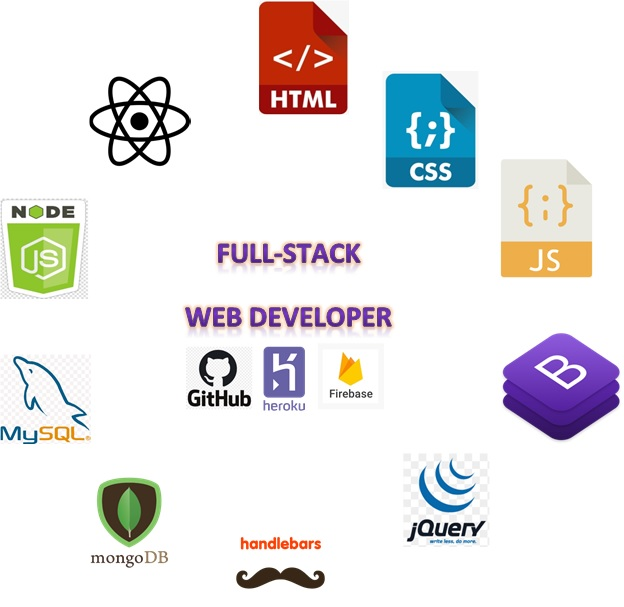 </>
HTML
{;}
CSS
{;}
JS
NODE
JS
FULL-STACK
WEB DEVELOPER
GitHub
heroku
Firebase
B
MySQL®
jQuery
write less, do more.
mongoDB
handlebars